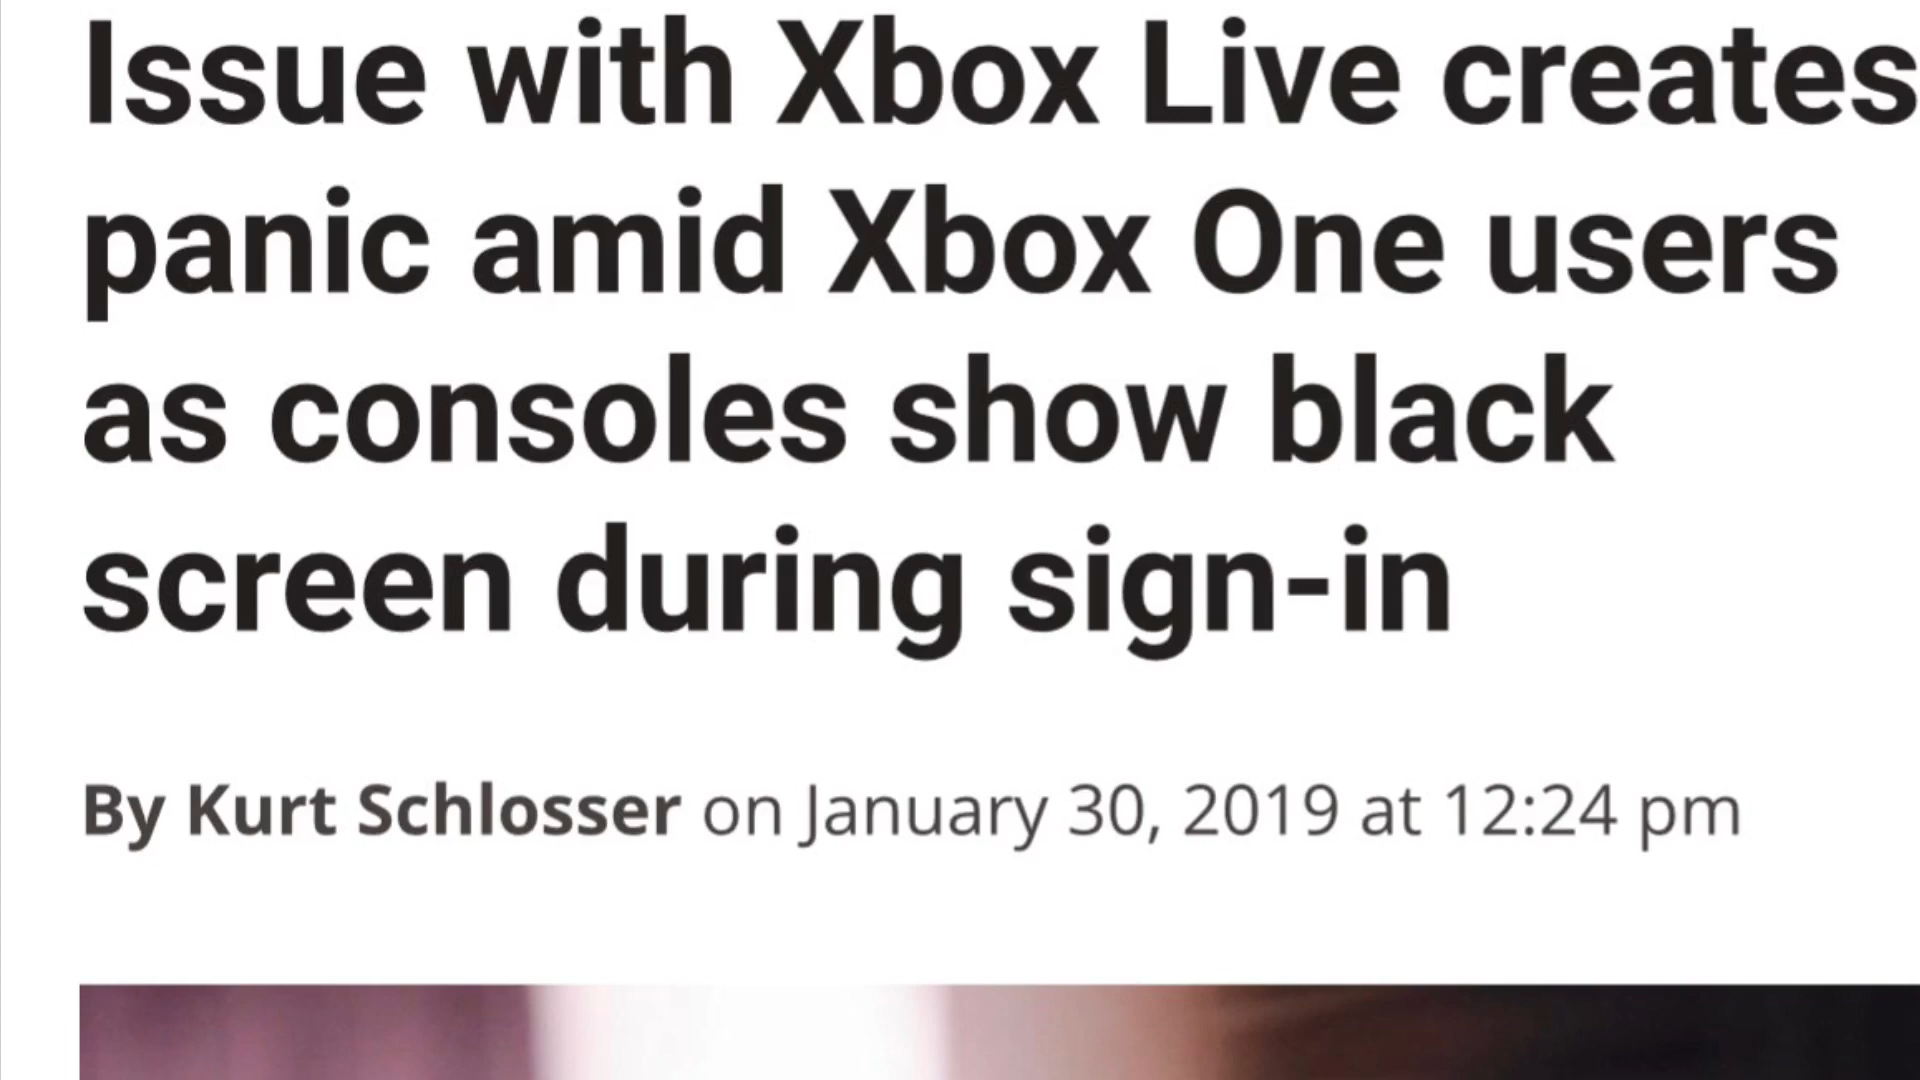 Issue with Xbox Live creates
panic amid Xbox One users
as consoles show black
screen during sign-in
By Kurt Schlosser on January 30, 2019 at 12:24 pm